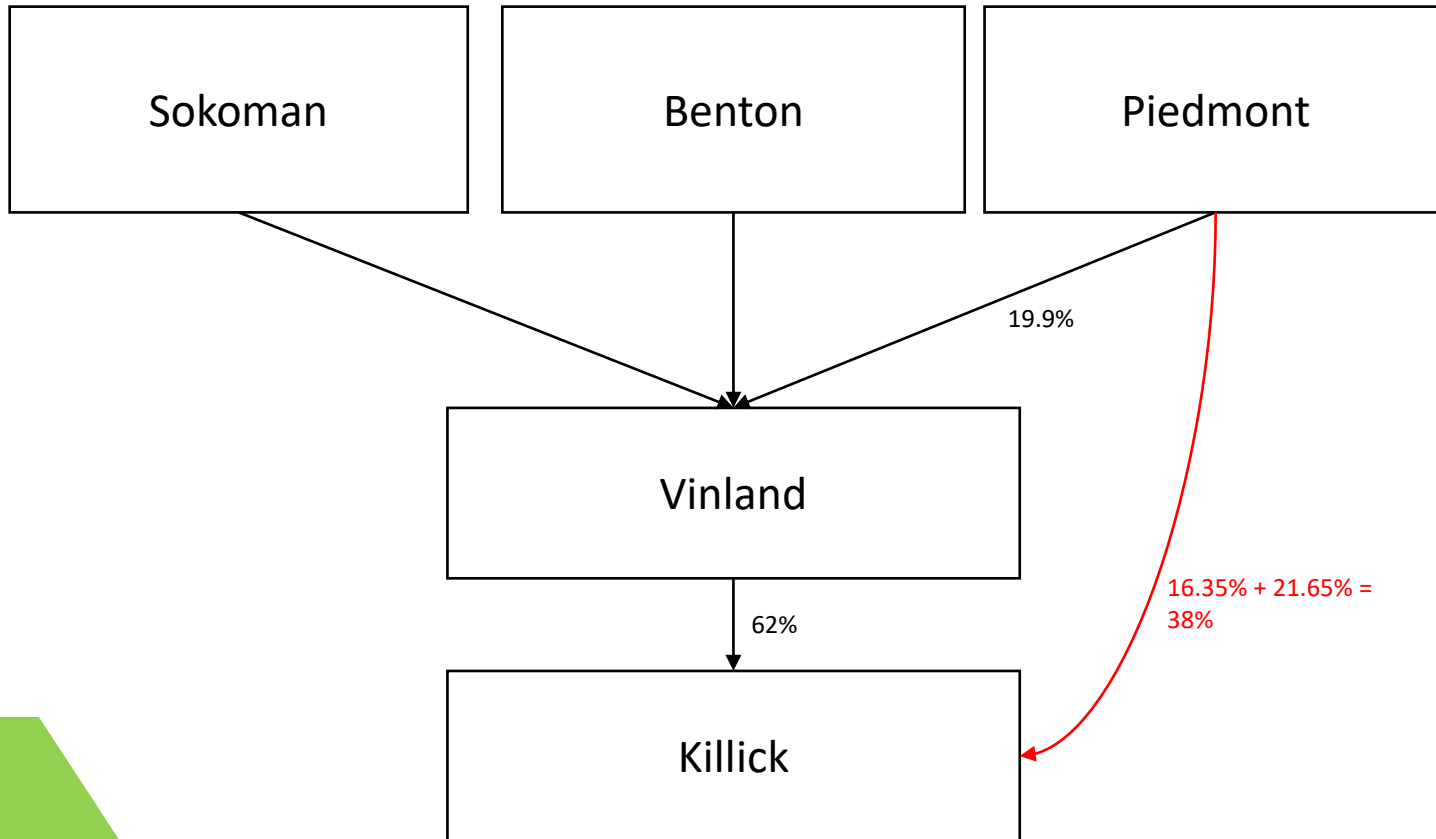 Sokoman
Benton
Piedmont
19.9%
Vinland
16.35% + 21.65% =
38%
62%
Killick